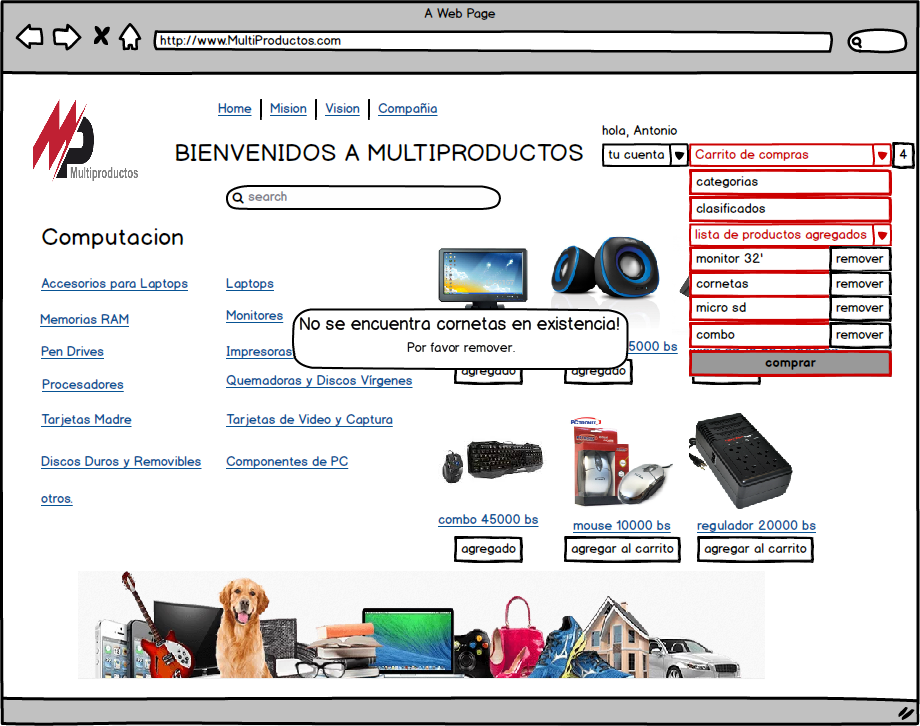 A Web Page
http://www.MultiProductos.com
Home
Mision
Vision
Compañia
hola, Antonio
Multiproductos
BIENVENIDOS A MULTIPRODUCTOS
tu cuenta
Carrito de compras
4
categorias
search
clasificados
Computacion
lista de productos agregados
monitor 32' remover
cornetas remover
micro sd remover
combo remover
comprar
Accesorios para Laptops
Laptops
Memorias RAM
Monitores
Pen Drives
Impresoras
Procesadores
Quemadoras y Discos Vírgenes
Tarjetas Madre
Tarjetas de Video y Captura
Discos Duros y Removibles
Componentes de PC
otros.
No se encuentra cornetas en existencia!
Por favor remover.
5000 bs
agregado
agregado
combo 45000 bs
mouse 10000 bs
regulador 20000 bs
agregado
agregar al carrito
agregar al carrito